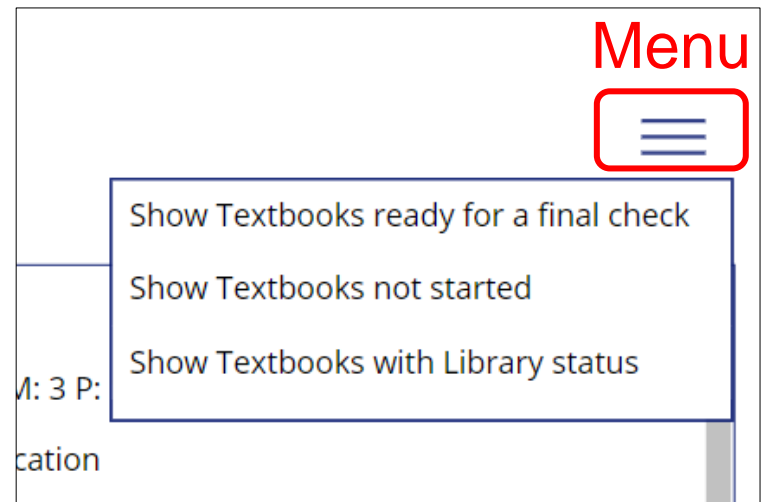 Menu
Show Textbooks ready for a final check
Show Textbooks not started
Show Textbooks with Library status
M: 3 P:
cation